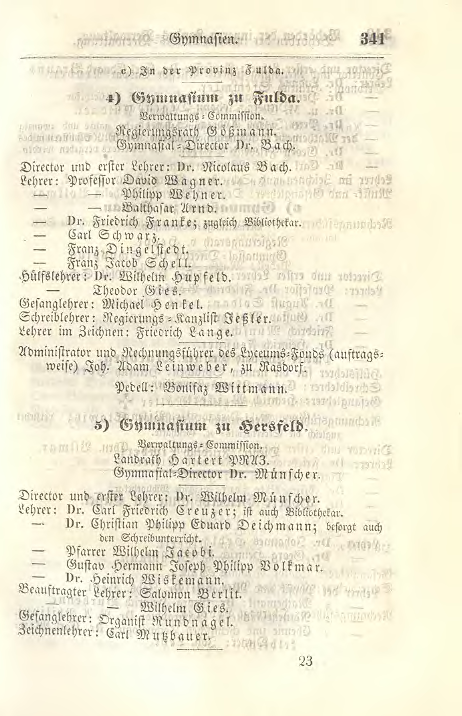 Gymnasien. 341
c) In der Provinz Fulda.
4) Gymnasium zu Fulda.
Verwaltungs-Commission.
Regierungsrath Gößmann.
Gymnasial-Director Dr. Bach.
Director und erster Lehrer: Dr. Nicolaus Bach.
Lehrer: Professor David Wagner.
— — Philipp Wehner.
— — Balthasar Arnd.
— Dr. Friedrich Franke; zugleich Bibliothekar.
— Carl Schwarz.
— Franz Dingelstedt.
— Franz Jacob Schell.
Hülfslehrer: Dr. Wilhelm Hupfeld.
— Theodor Gies.
Gesanglehrer: Michael Henkel.
Schreiblehrer: Regierungs-Kanzlist Jeßler.
Lehrer im Zeichnen: Friedrich Lange.
Administrator und Rechnungsführer des Lyceums-Fonds (auftrags-
weise) Joh. Adam Leinweber, zu Rasdorf.
Pedell: Bonifaz Wittmann.
5) Gymnasium zu Hersfeld.
Verwaltungs-Commission.
Landrath Hartert PRA3.
Gymnasial-Director Dr. Münscher.
Director und erster Lehrer: Dr. Wilhelm Münscher.
Lehrer: Dr. Carl Friedrich Creuzer; ist auch Bibliothekar.
— Dr. Christian Philipp Eduard Deichmann; besorgt auch
den Schreibunterricht.
— Pfarrer Wilhelm Jacobi.
— Gustav Hermann Joseph Philipp Volkmar.
— Dr. Heinrich Wiskemann.
Beauftragter Lehrer: Salomon Berlit.
— — Wilhelm Gies.
Gesanglehrer: Organist Rundnagel.
Zeichnenlehrer: Carl Mutzbauer.
23